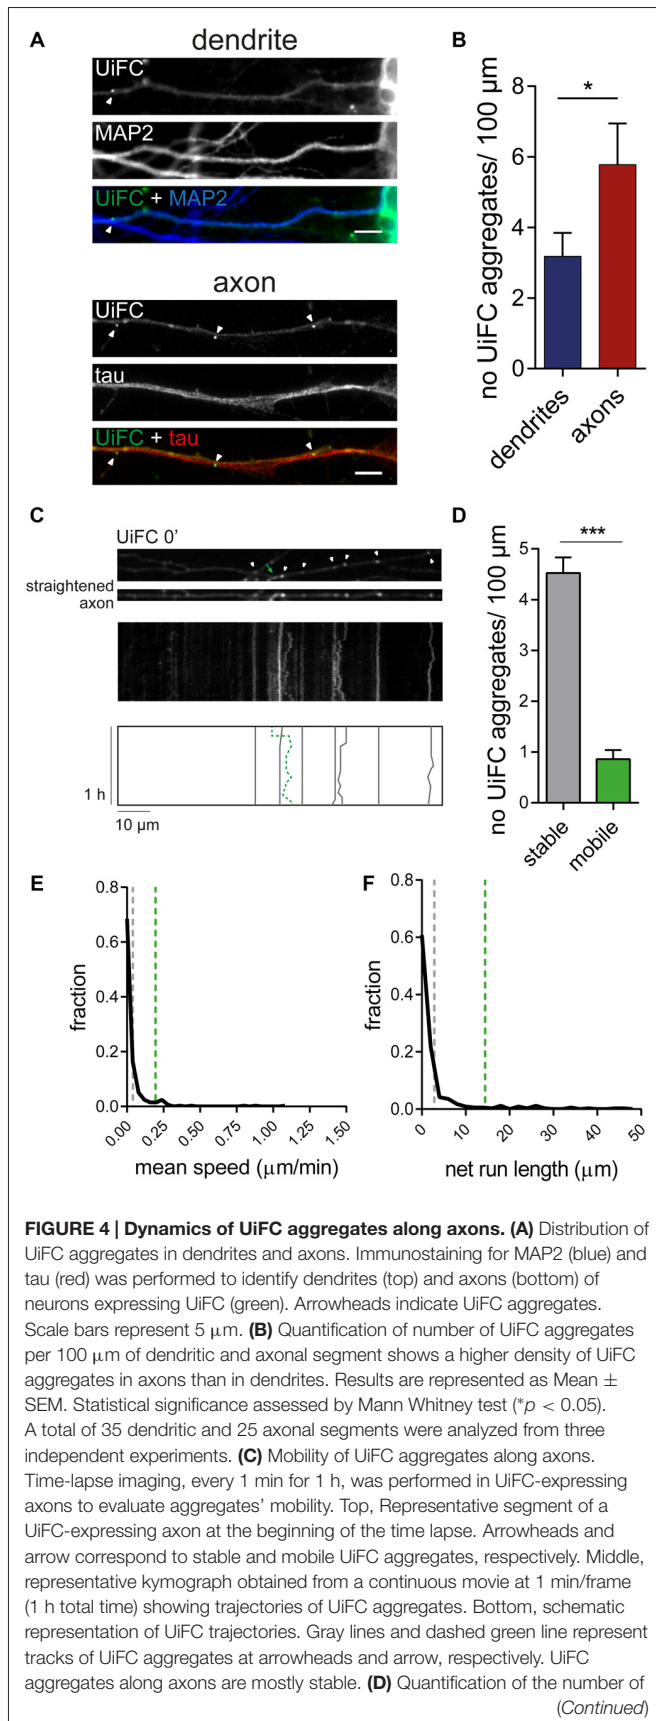 A
dendrite
UiFC
MAP2
UiFC + MAP2
axon
UiFC
tau
UiFC + tau
B
no UiFC aggregates/ 100 μm
8
6
4
2
0
*
dendrites
axons
C
UiFC 0'
straightened
axon
1 h
10 μm
D
no UiFC aggregates/ 100 μm
5
4
3
2
1
0
***
stable
mobile
E
fraction
0.8
0.6
0.4
0.2
0.0
0.00
0.25
0.50
0.75
1.00
1.25
1.50
mean speed (μm/min)
F
fraction
0.8
0.6
0.4
0.2
0.0
0
10
20
30
40
50
net run length (μm)
FIGURE 4 | Dynamics of UiFC aggregates along axons. (A) Distribution of
UiFC aggregates in dendrites and axons. Immunostaining for MAP2 (blue) and
tau (red) was performed to identify dendrites (top) and axons (bottom) of
neurons expressing UiFC (green). Arrowheads indicate UiFC aggregates.
Scale bars represent 5 μm. (B) Quantification of number of UiFC aggregates
per 100 μm of dendritic and axonal segment shows a higher density of UiFC
aggregates in axons than in dendrites. Results are represented as Mean ±
SEM. Statistical significance assessed by Mann Whitney test (*p < 0.05).
A total of 35 dendritic and 25 axonal segments were analyzed from three
independent experiments. (C) Mobility of UiFC aggregates along axons.
Time-lapse imaging, every 1 min for 1 h, was performed in UiFC-expressing
axons to evaluate aggregates' mobility. Top, Representative segment of a
UiFC-expressing axon at the beginning of the time lapse. Arrowheads and
arrow correspond to stable and mobile UiFC aggregates, respectively. Middle,
representative kymograph obtained from a continuous movie at 1 min/frame
(1 h total time) showing trajectories of UiFC aggregates. Bottom, schematic
representation of UiFC trajectories. Gray lines and dashed green line represent
tracks of UiFC aggregates at arrowheads and arrow, respectively. UiFC
aggregates along axons are mostly stable. (D) Quantification of the number of
(Continued)